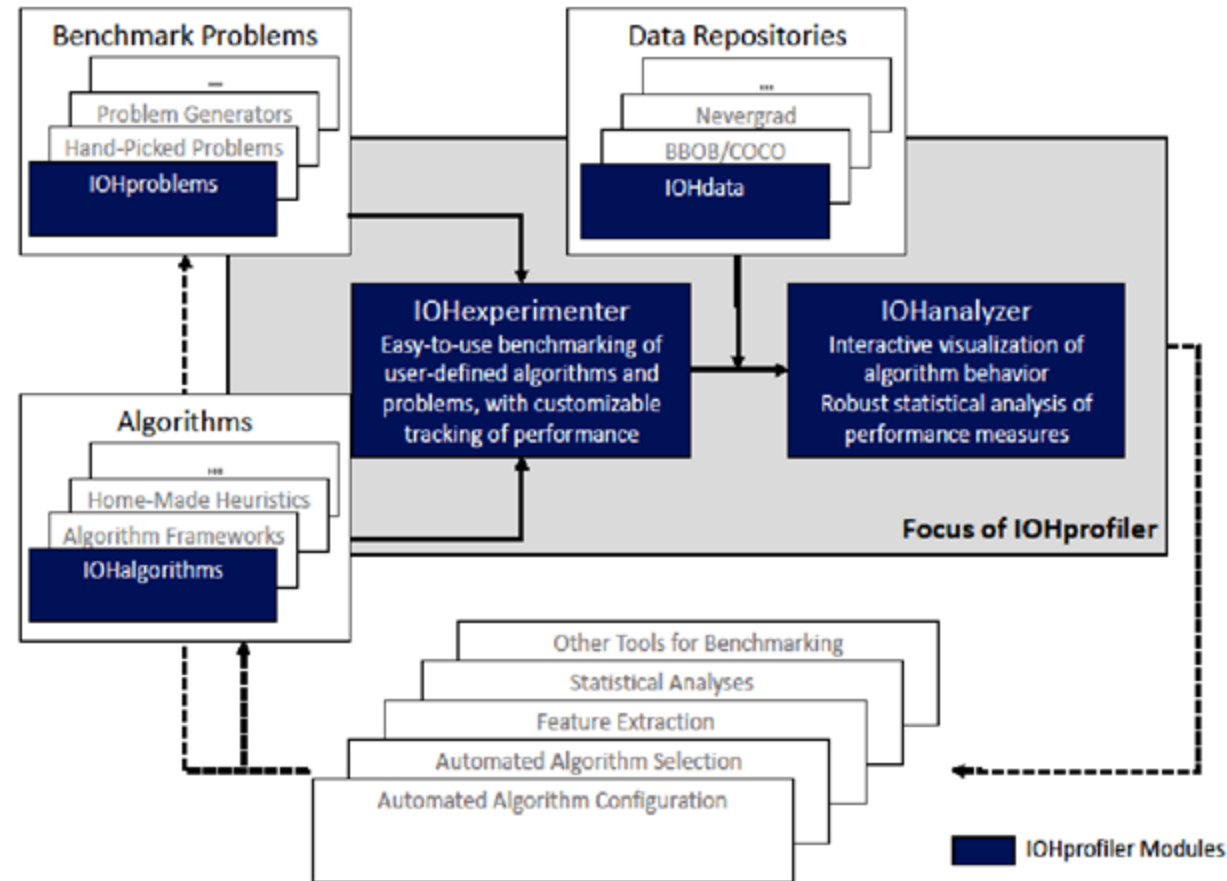 Benchmark Problems
...
Problem Generators
Hand-Picked Problems
IOHproblems
Data Repositories
...
Nevergrad
BBOB/COCO
IOHdata
IOHexperimenter
Easy-to-use benchmarking of
user-defined algorithms and
problems, with customizable
tracking of performance
IOHanalyzer
Interactive visualization of
algorithm behavior
Robust statistical analysis of
performance measures
Algorithms
...
Home-Made Heuristics
Algorithm Frameworks
IOHalgorithms
Focus of IOHprofiler
Other Tools for Benchmarking
Statistical Analyses
Feature Extraction
Automated Algorithm Selection
Automated Algorithm Configuration
IOHprofiler Modules